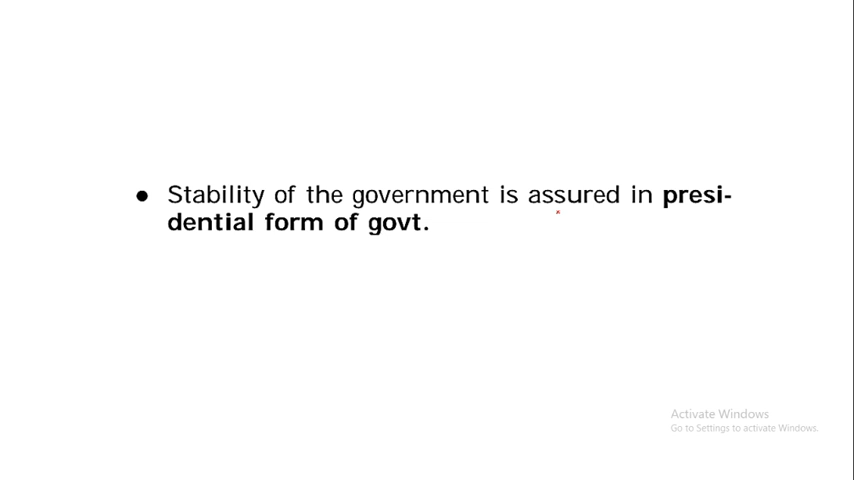 ● Stability of the government is assured in presi-
dential form of govt.
Activate Windows
Go to Settings to activate Windows.